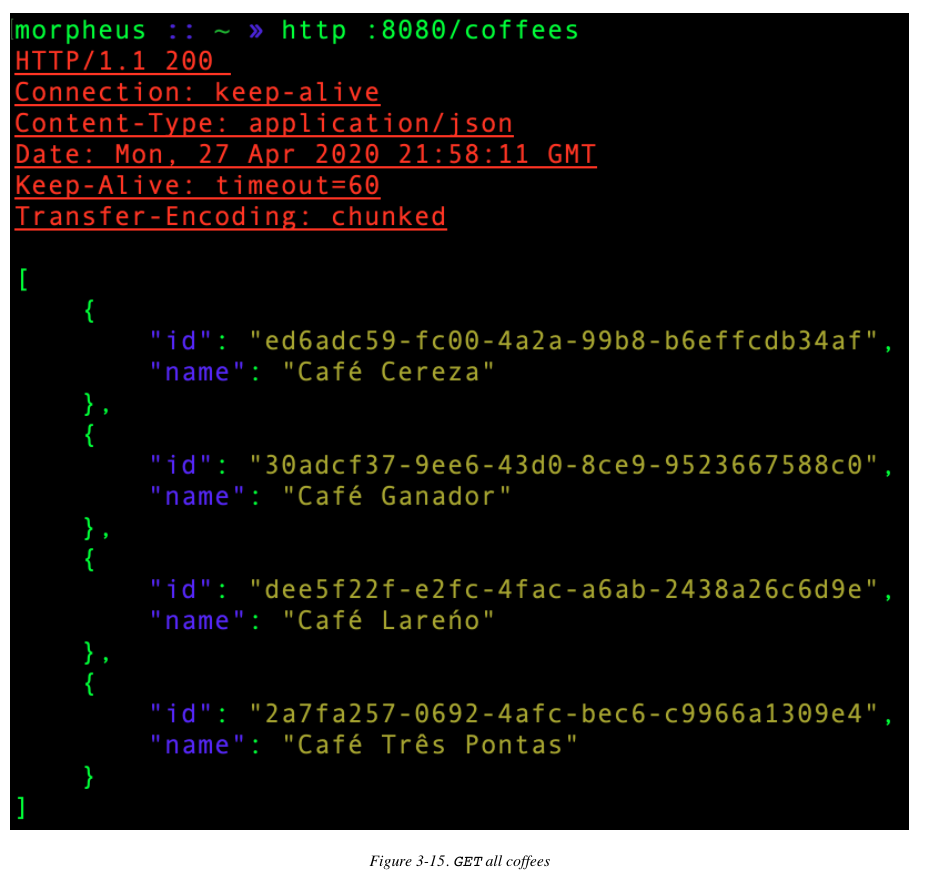 morpheus :: ~ » http :8080/coffees
HTTP/1.1 200
Connection: keep-alive
Content-Type: application/json
Date: Mon, 27 Apr 2020 21:58:11 GMT
Keep-Alive: timeout=60
Transfer-Encoding: chunked
[
{
"id": "ed6adc59-fc00-4a2a-99b8-b6effcdb34af",
"name": "Café Cereza"
},
{
"id": "30adcf37-9ee6-43d0-8ce9-9523667588c0",
"name": "Café Ganador"
},
{
"id": "dee5f22f-e2fc-4fac-a6ab-2438a26c6d9e",
"name": "Café Lareńo"
},
{
"id": "2a7fa257-0692-4afc-bec6-c9966a1309e4",
"name": "Café Três Pontas"
}
]
Figure 3-15. GET all coffees